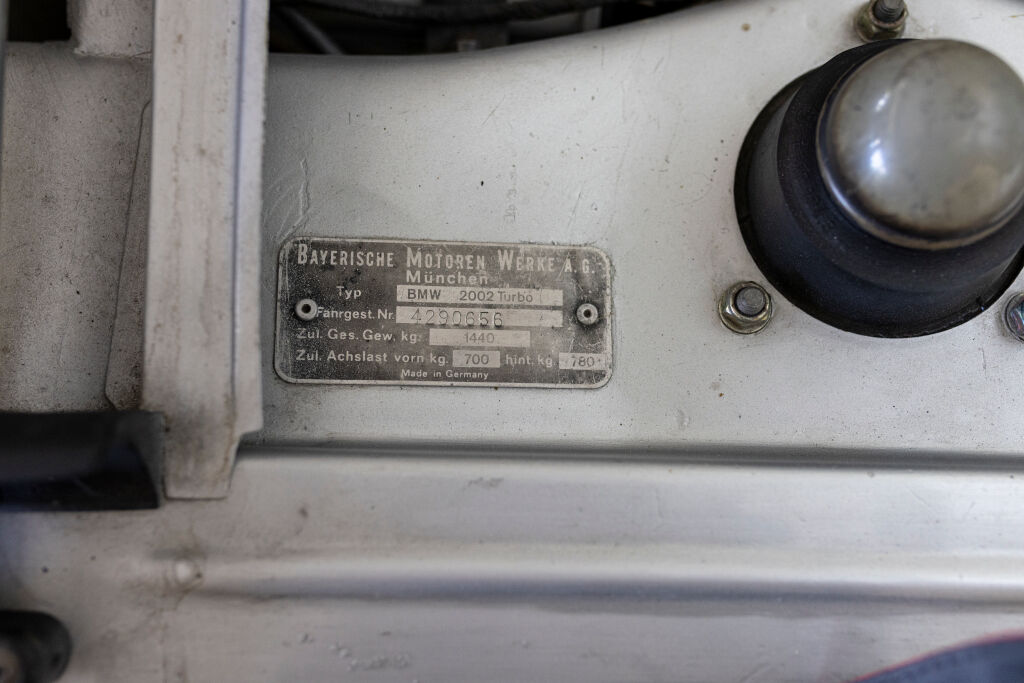 BAYERISCHE MOTOREN WERKE A.G.
München
Typ BMW 2002 Turbo
Fahrgest. Nr. 4290656
Zul. Ges. Gew. kg. 1440
Zul. Achslast vorn kg. 700 hint. kg. 780
Made in Germany